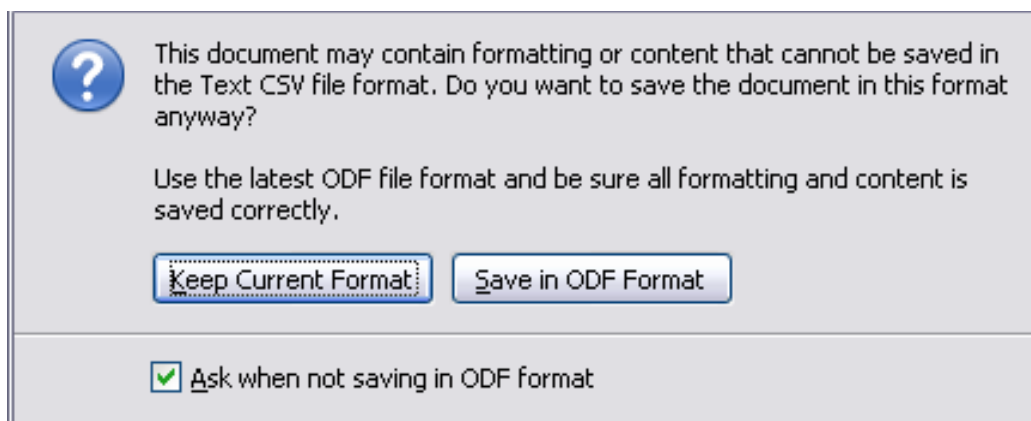 This document may contain formatting or content that cannot be saved in
the Text CSV file format. Do you want to save the document in this format
anyway?
Use the latest ODF file format and be sure all formatting and content is
saved correctly.
Keep Current Format
Save in ODF Format
Ask when not saving in ODF format